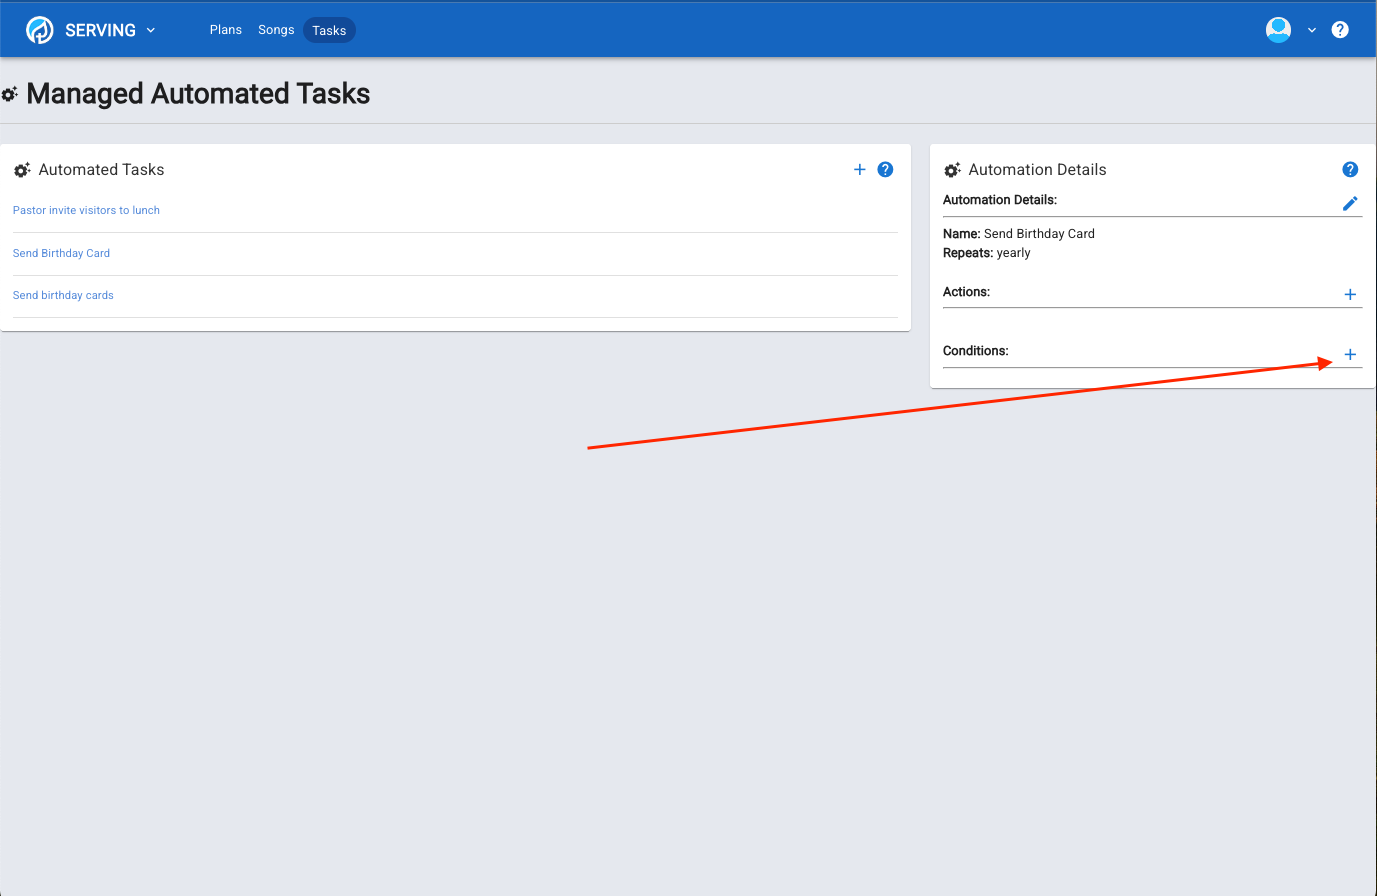 SERVING
Plans Songs Tasks
?
Managed Automated Tasks
Automated Tasks + ?
Pastor invite visitors to lunch
Send Birthday Card
Send birthday cards
Automation Details ?
Automation Details:
Name: Send Birthday Card
Repeats: yearly
Actions: +
Conditions: +